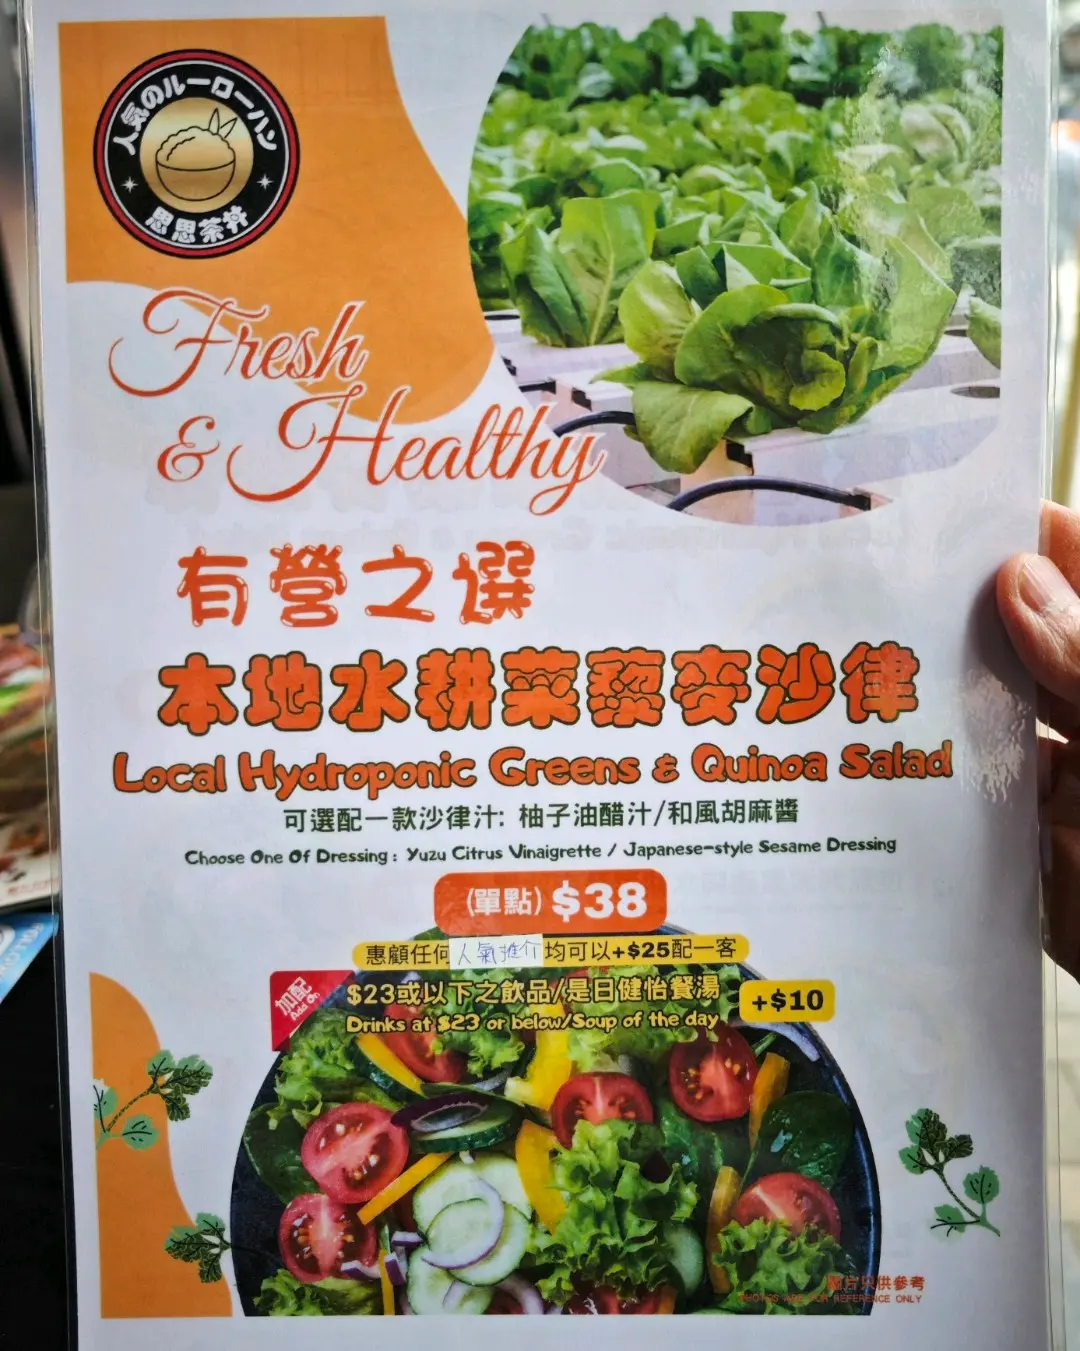 人気のルーローハン
思思茶丼
Fresh
& Healthy
有營之選
本地水耕菜藜麥沙律
Local Hydroponic Greens & Quinoa Salad
可選配一款沙律汁: 柚子油醋汁/和風胡麻醬
Choose One Of Dressing : Yuzu Citrus Vinaigrette / Japanese-style Sesame Dressing
(單點) $38
惠顧任何人氣推介均可以+$25配一客
加配
Add On
$23或以下之飲品/是日健怡餐湯
Drinks at $23 or below/Soup of the day
+$10
圖片只供參考
PHOTOS ARE FOR REFERENCE ONLY